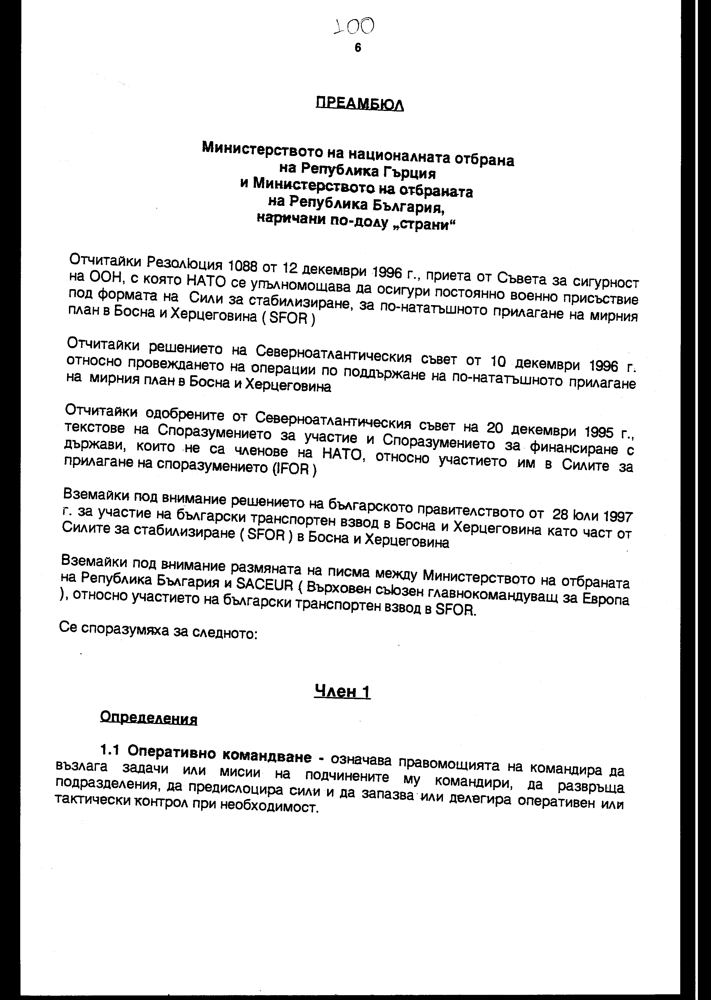 100
6
ПРЕАМБЮЛ
Министерството на националната отбрана
на Република Гърция
и Министерството на отбраната
на Република България,
наричани по-долу „страни“
Отчитайки Резолюция 1088 от 12 декември 1996 г., приета от Съвета за сигурност
на ООН, с която НАТО се упълномощава да осигури постоянно военно присъствие
под формата на Сили за стабилизиране, за по-нататъшното прилагане на мирния
план в Босна и Херцеговина ( SFOR )
Отчитайки решението на Северноатлантическия съвет от 10 декември 1996 г.
относно провеждането на операции по поддържане на по-нататъшното прилагане
на мирния план в Босна и Херцеговина
Отчитайки одобрените от Северноатлантическия съвет на 20 декември 1995 г.,
текстове на Споразумението за участие и Споразумението за финансиране с
държави, които не са членове на НАТО, относно участието им в Силите за
прилагане на споразумението (IFOR )
Вземайки под внимание решението на българското правителството от 28 юли 1997
г. за участие на български транспортен взвод в Босна и Херцеговина като част от
Силите за стабилизиране ( SFOR ) в Босна и Херцеговина
Вземайки под внимание размяната на писма между Министерството на отбраната
на Република България и SACEUR ( Върховен съюзен главнокомандуващ за Европа
), относно участието на български транспортен взвод в SFOR.
Се споразумяха за следното:
Член 1
Определения
1.1 Оперативно командване - означава правомощията на командира да
възлага задачи или мисии на подчинените му командири, да развръща
подразделения, да предислоцира сили и да запазва или делегира оперативен или
тактически контрол при необходимост.